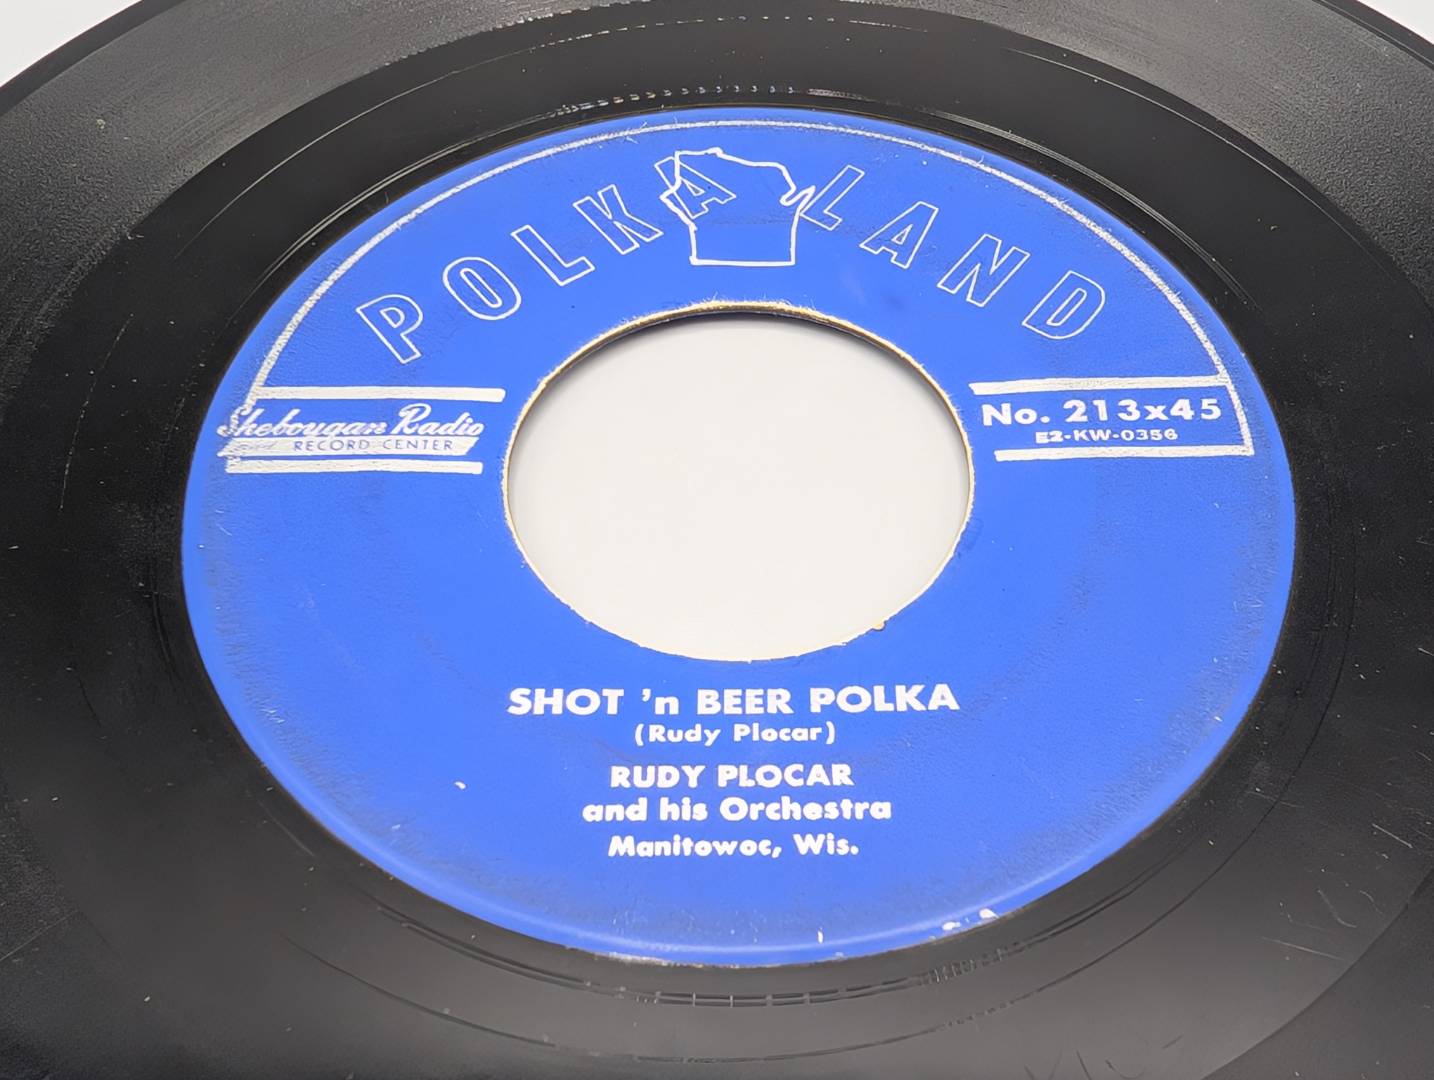 POLKA LAND
Shebougan Radio
RECORD CENTER
No. 213x45
E2-KW-0356
SHOT 'n BEER POLKA
(Rudy Plocar)
RUDY PLOCAR
and his Orchestra
Manitowoc, Wis.